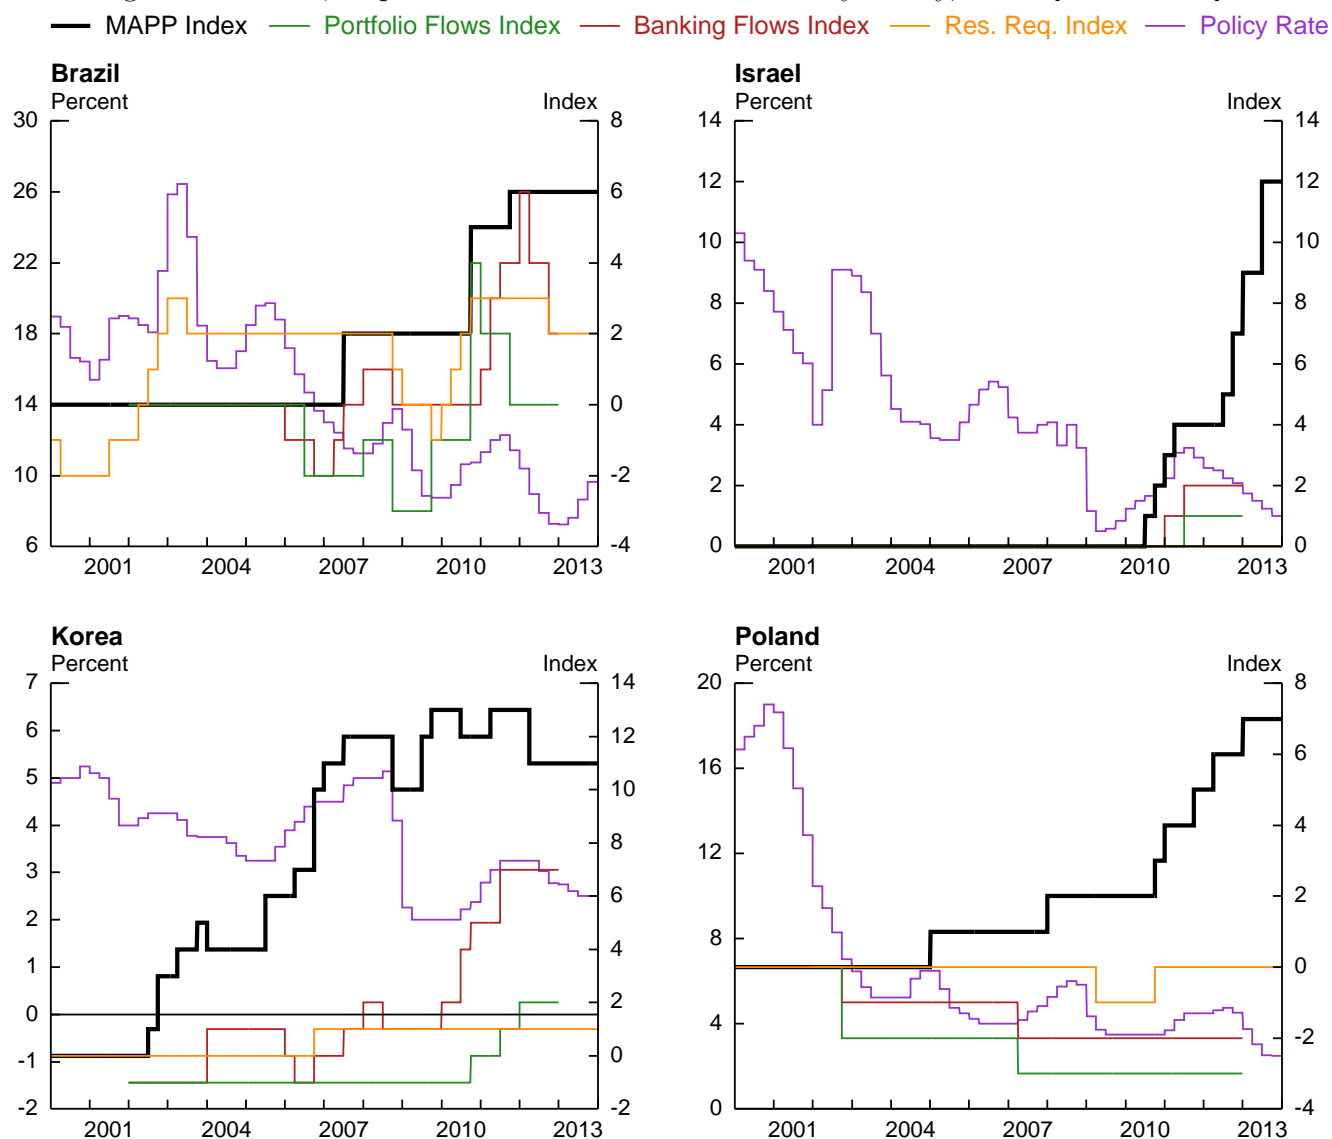 MAPP Index Portfolio Flows Index Banking Flows Index Res. Req. Index Policy Rate
Brazil
Percent Index
30 8
26 6
22 4
18 2
14 0
10 -2
6 -4
2001 2004 2007 2010 2013
Israel
Percent Index
14 14
12 12
10 10
8 8
6 6
4 4
2 2
0 0
2001 2004 2007 2010 2013
Korea
Percent Index
7 14
6 12
5 10
4 8
3 6
2 4
1 2
0 0
-1 -2
-2
2001 2004 2007 2010 2013
Poland
Percent Index
20 8
16 6
12 4
8 2
4 0
0 -2
-4
2001 2004 2007 2010 2013